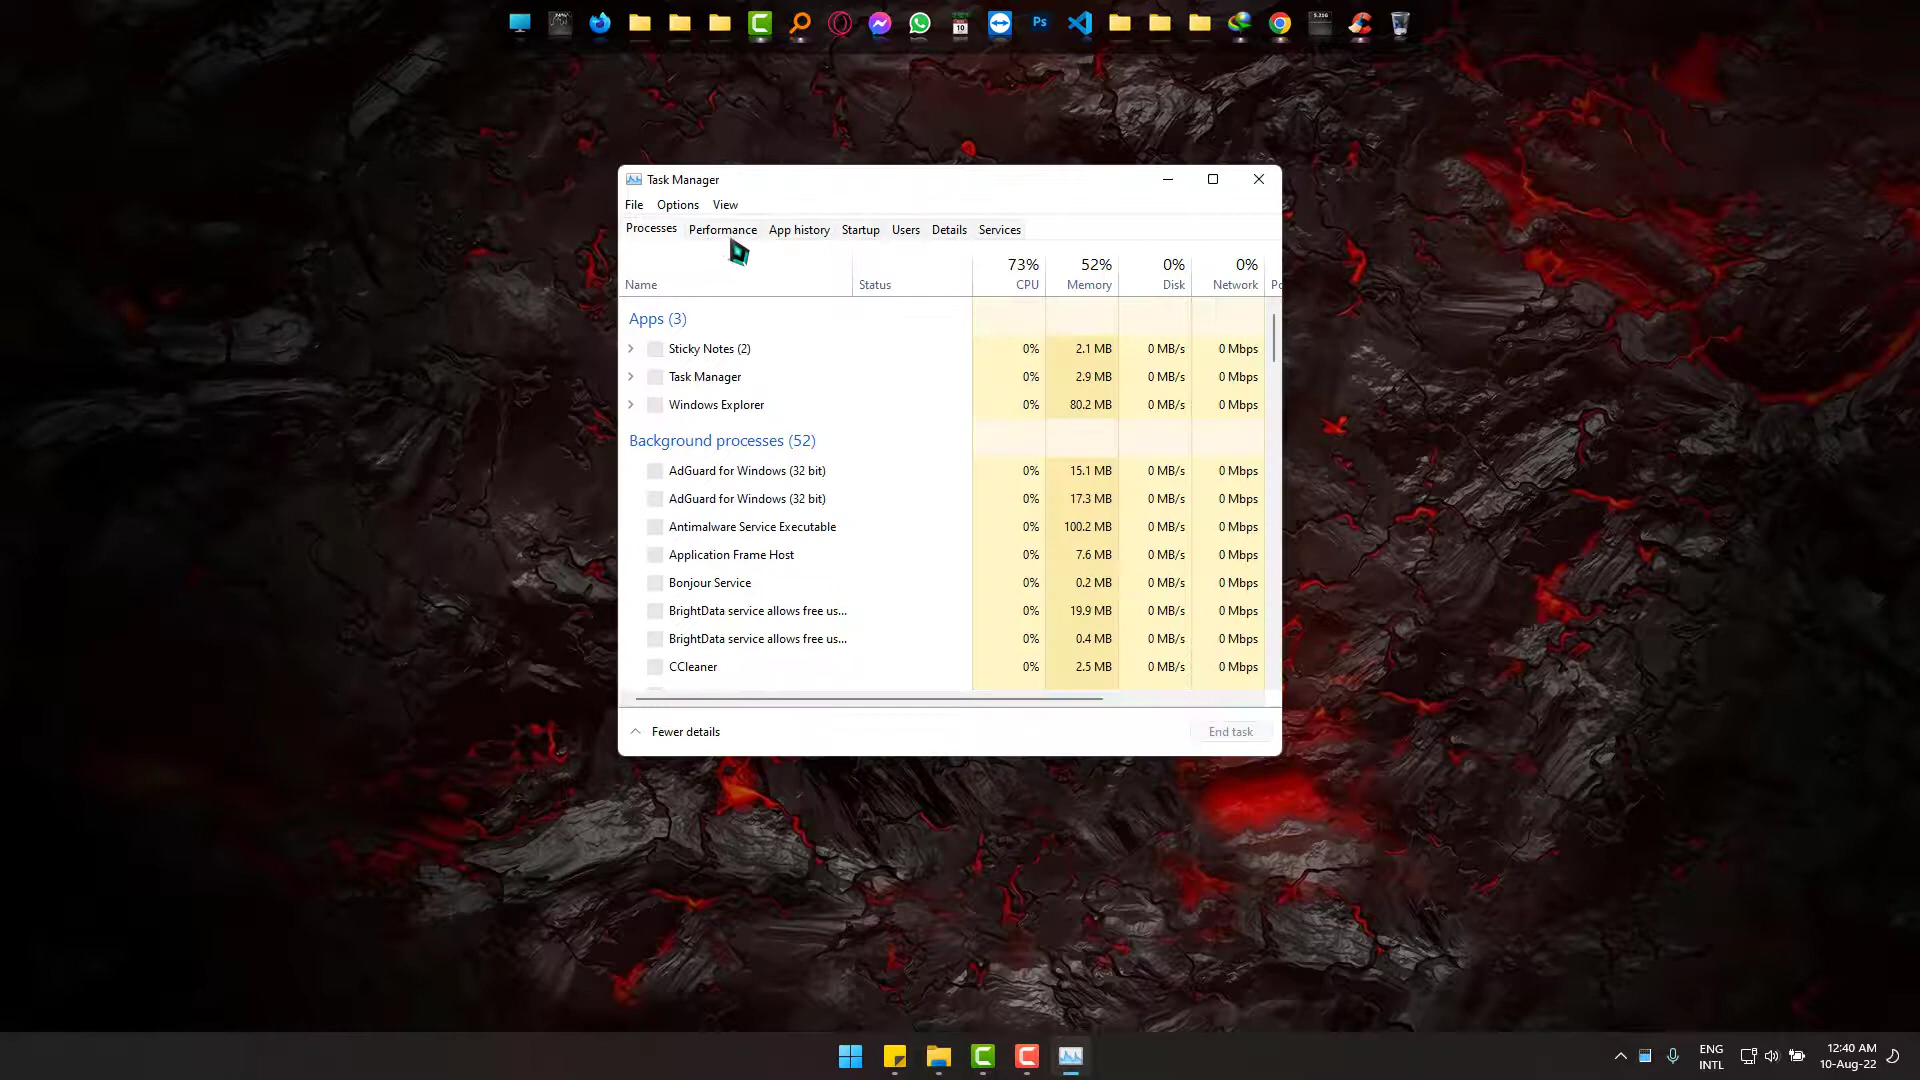 Ps
10
Task Manager
File Options View
Processes Performance App history Startup Users Details Services
73% 52% 0% 0%
Name Status CPU Memory Disk Network Po
Apps (3)
Sticky Notes (2) 0% 2.1 MB 0 MB/s 0 Mbps
Task Manager 0% 2.9 MB 0 MB/s 0 Mbps
Windows Explorer 0% 80.2 MB 0 MB/s 0 Mbps
Background processes (52)
AdGuard for Windows (32 bit) 0% 15.1 MB 0 MB/s 0 Mbps
AdGuard for Windows (32 bit) 0% 17.3 MB 0 MB/s 0 Mbps
Antimalware Service Executable 0% 100.2 MB 0 MB/s 0 Mbps
Application Frame Host 0% 7.6 MB 0 MB/s 0 Mbps
Bonjour Service 0% 0.2 MB 0 MB/s 0 Mbps
BrightData service allows free us... 0% 19.9 MB 0 MB/s 0 Mbps
BrightData service allows free us... 0% 0.4 MB 0 MB/s 0 Mbps
CCleaner 0% 2.5 MB 0 MB/s 0 Mbps
Fewer details End task
ENG 12:40 AM
INTL 10-Aug-22